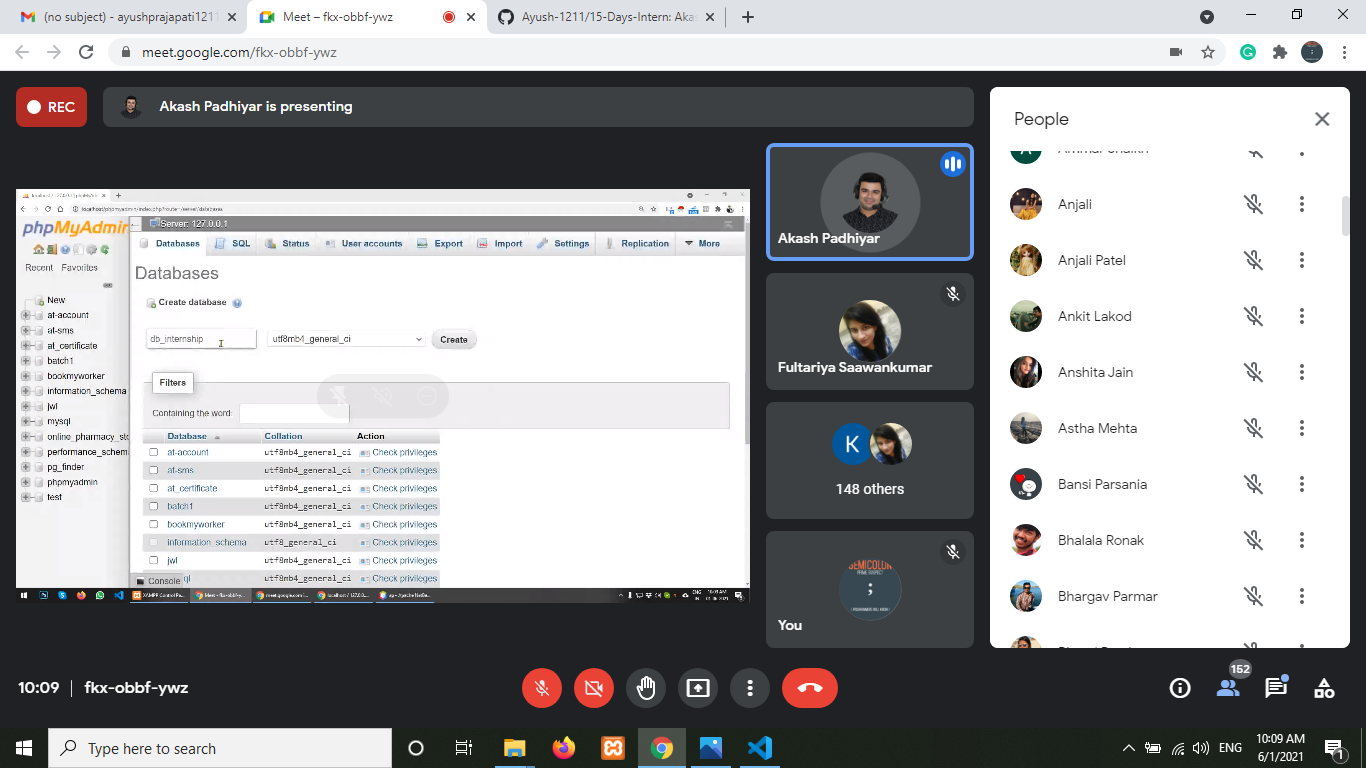 (no subject) - ayushprajapati1211
Meet – fkx-obbf-ywz
Ayush-1211/15-Days-Intern: Aka
meet.google.com/fkx-obbf-ywz
REC
Akash Padhiyar is presenting
phpMyAdmin
Recent Favorites
New
at-account
at-sms
at_certificate
batch1
bookmyworker
information_schema
jwl
mysql
online_pharmacy_sto
performance_schema
pg_finder
phpmyadmin
test
Server: 127.0.0.1
Databases SQL Status User accounts Export Import Settings Replication More
Databases
Create database
db_internship utf8mb4_general_ci Create
Filters
Containing the word:
Database Collation Action
at-account utf8mb4_general_ci Check privileges
at-sms utf8mb4_general_ci Check privileges
at_certificate utf8mb4_general_ci Check privileges
batch1 utf8mb4_general_ci Check privileges
bookmyworker utf8mb4_general_ci Check privileges
information_schema utf8_general_ci Check privileges
jwl utf8mb4_general_ci Check privileges
ql utf8mb4_general_ci Check privileges
Console
Akash Padhiyar
Fultariya Saawankumar
K
148 others
SEMICOLON
;
You
People
Anjali
Anjali Patel
Ankit Lakod
Anshita Jain
Astha Mehta
Bansi Parsania
Bhalala Ronak
Bhargav Parmar
10:09 | fkx-obbf-ywz
152
Type here to search
ENG
10:09 AM
6/1/2021
1